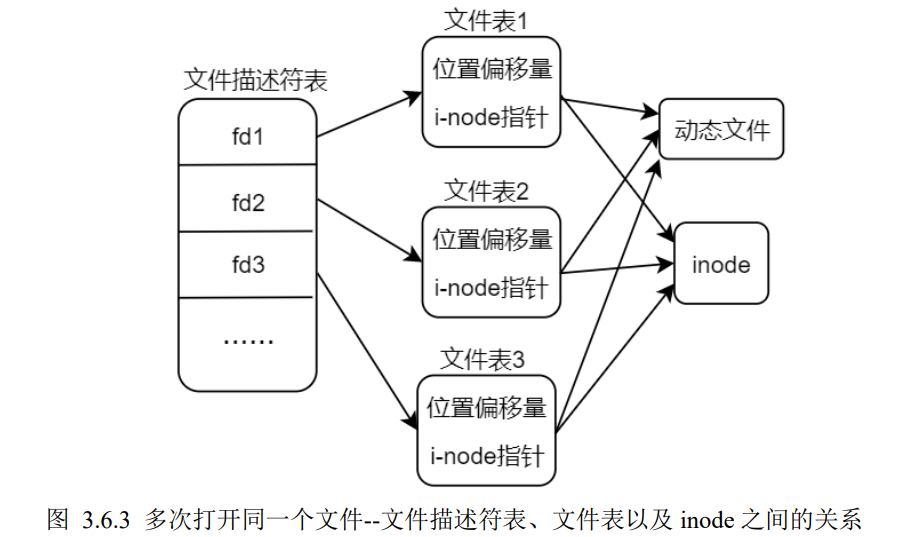 文件描述符表
fd1
fd2
fd3
......
文件表1
位置偏移量
i-node指针
文件表2
位置偏移量
i-node指针
文件表3
位置偏移量
i-node指针
动态文件
inode
图 3.6.3 多次打开同一个文件--文件描述符表、文件表以及 inode 之间的关系